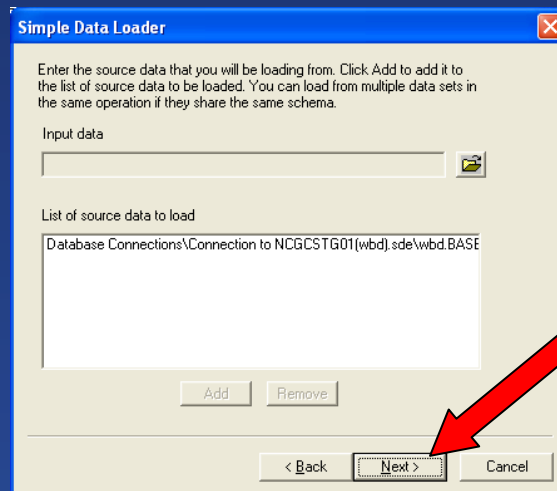 Simple Data Loader
Enter the source data that you will be loading from. Click Add to add it to
the list of source data to be loaded. You can load from multiple data sets in
the same operation if they share the same schema.
Input data
List of source data to load
Database Connections\Connection to NCGCSTG01(wbd).sde\wbd.BASE
Add Remove
< Back Next > Cancel